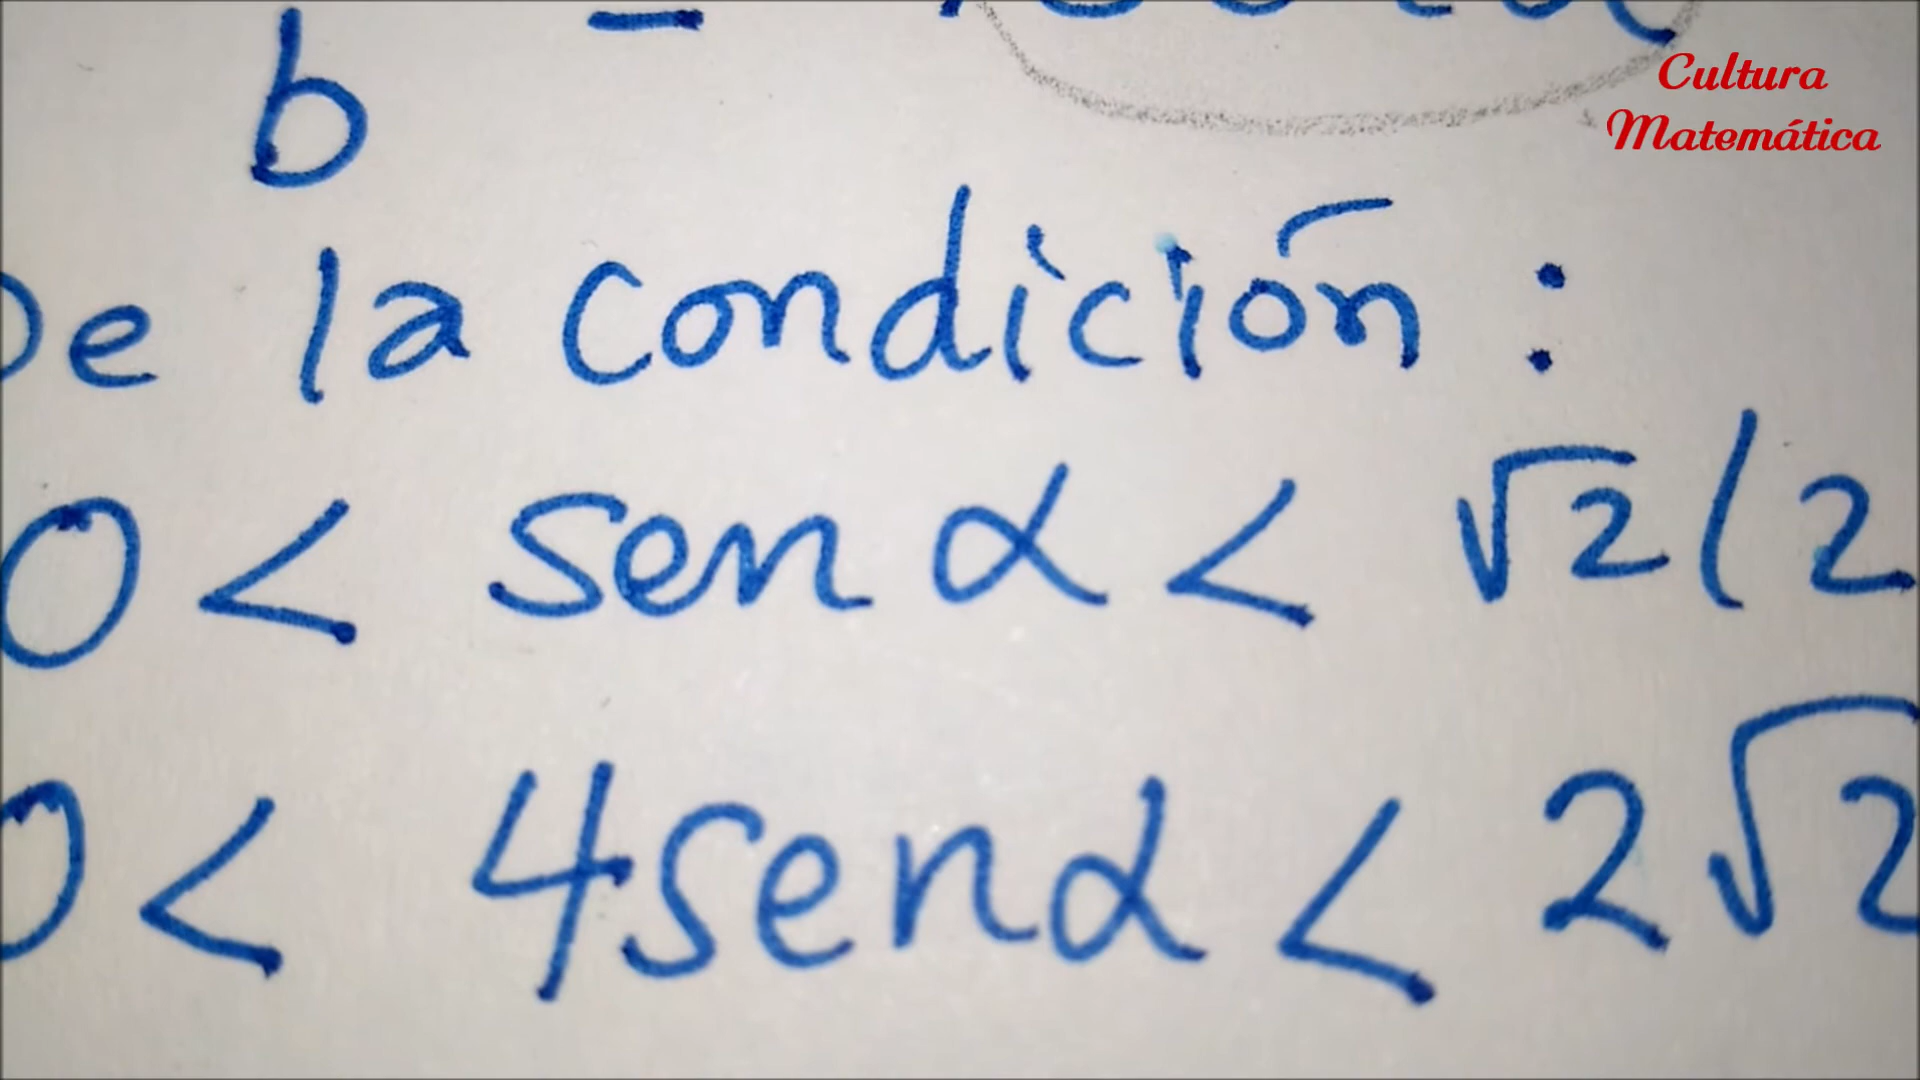 b =
Cultura
Matemática
De la condición :
0 < sen α < √2/2
0 < 4senα < 2√2